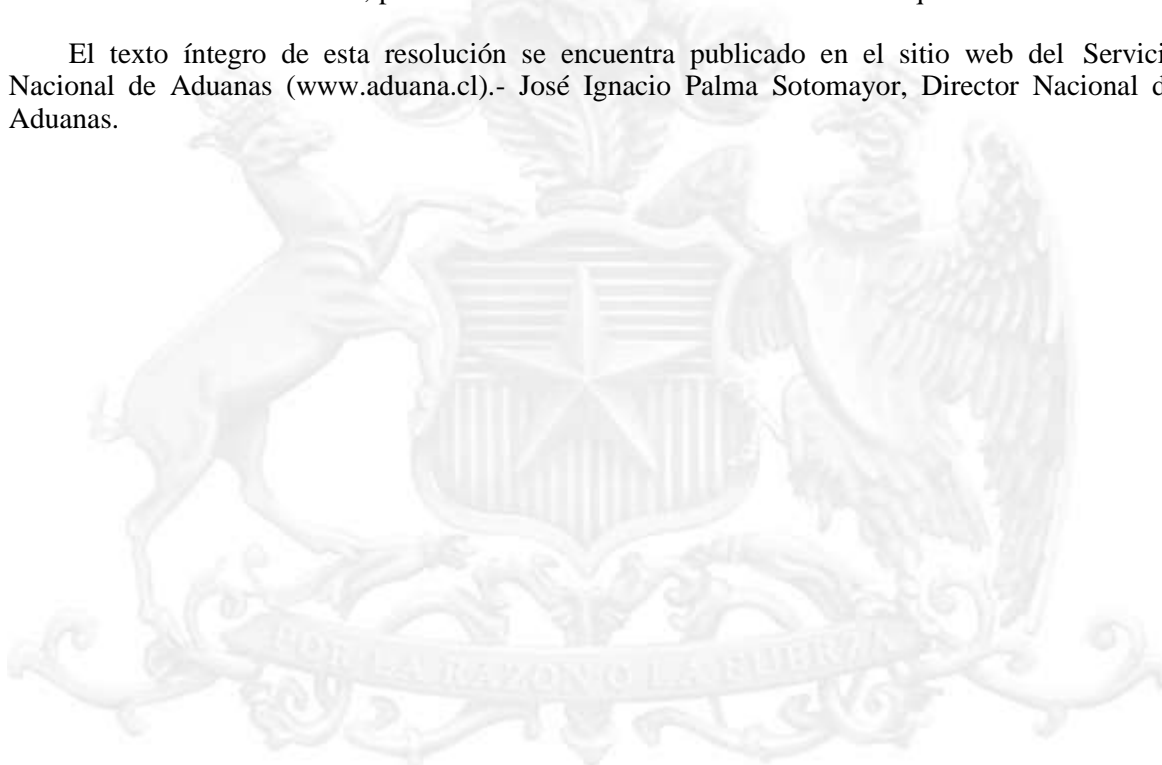 El texto íntegro de esta resolución se encuentra publicado en el sitio web del Servici
Nacional de Aduanas (www.aduana.cl).- José Ignacio Palma Sotomayor, Director Nacional d
Aduanas.
POR LA RAZON O LA FUERZA